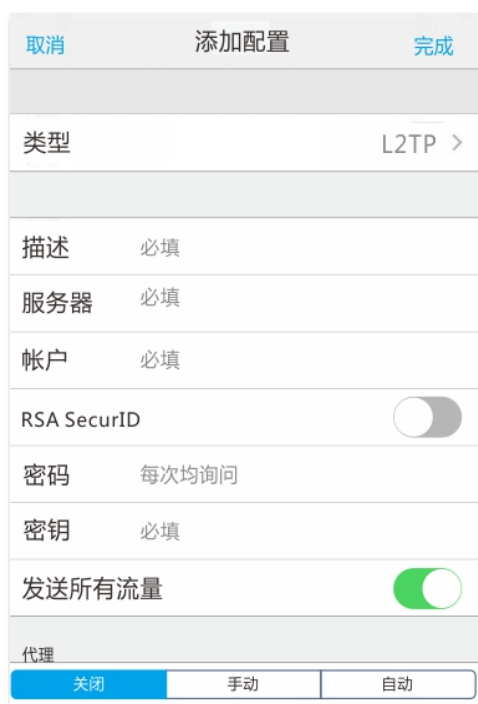 取消 添加配置 完成
类型 L2TP >
描述 必填
服务器 必填
帐户 必填
RSA SecurID
密码 每次均询问
密钥 必填
发送所有流量
代理
关闭 手动 自动